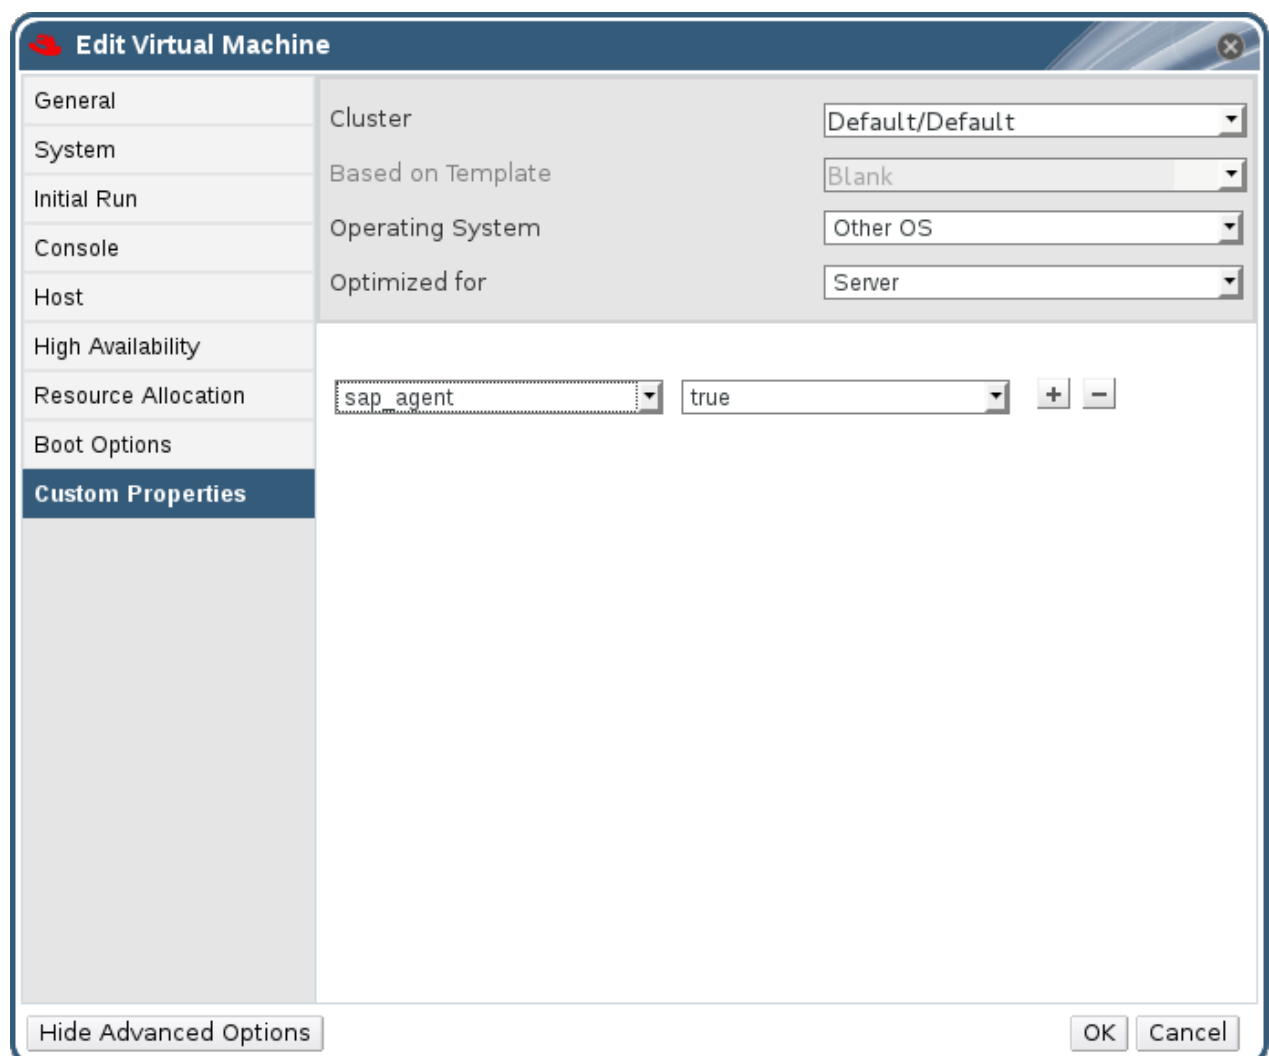 Edit Virtual Machine
General
System
Initial Run
Console
Host
High Availability
Resource Allocation
Boot Options
Custom Properties
Cluster Default/Default
Based on Template Blank
Operating System Other OS
Optimized for Server
sap_agent true + −
Hide Advanced Options OK Cancel